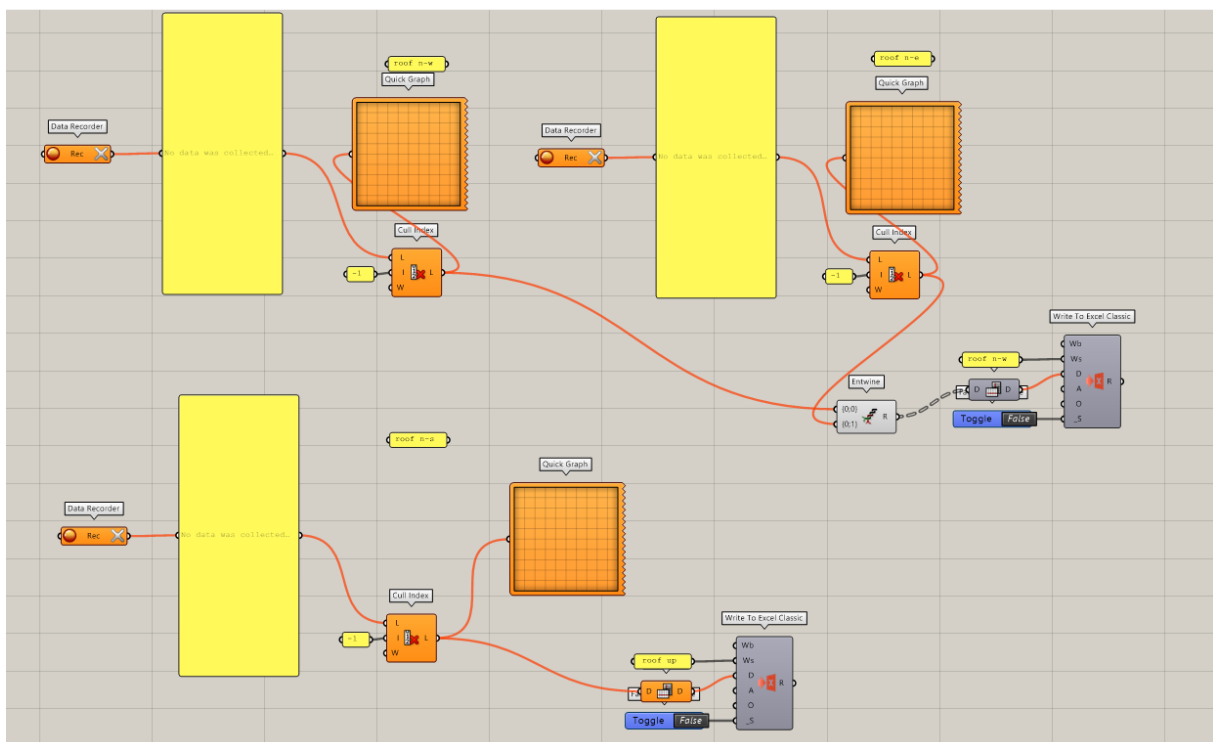 roof n-w
Quick Graph
Data Recorder
Rec
No data was collected…
Cull Index
-1
L
I
W
L
roof n-e
Quick Graph
Data Recorder
Rec
No data was collected…
Cull Index
-1
L
I
W
L
Entwine
{0;0}
{0;1}
R
Write To Excel Classic
roof n-w
D
D
Toggle
False
Wb
Ws
D
A
O
_S
R
roof n-s
Quick Graph
Data Recorder
Rec
No data was collected…
Cull Index
-1
L
I
W
L
Write To Excel Classic
roof up
D
D
Toggle
False
Wb
Ws
D
A
O
_S
R